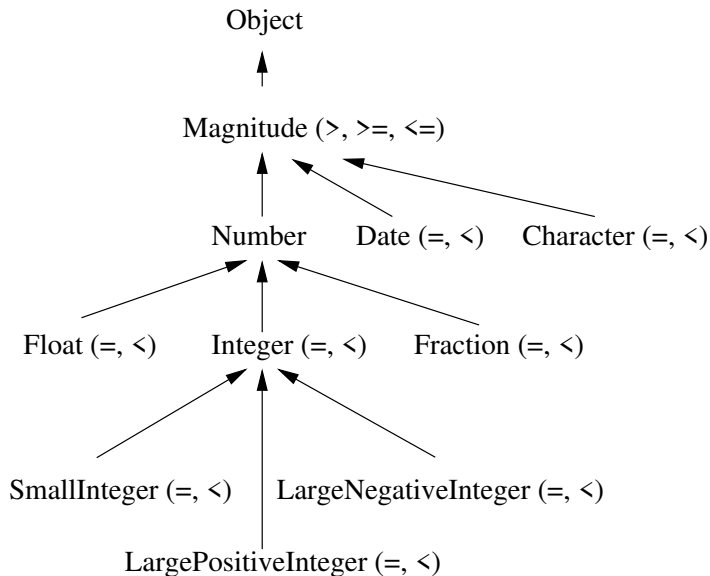 Object
Magnitude (>, >=, <=)
Number Date (=, <) Character (=, <)
Float (=, <) Integer (=, <) Fraction (=, <)
SmallInteger (=, <) LargeNegativeInteger (=, <)
LargePositiveInteger (=, <)